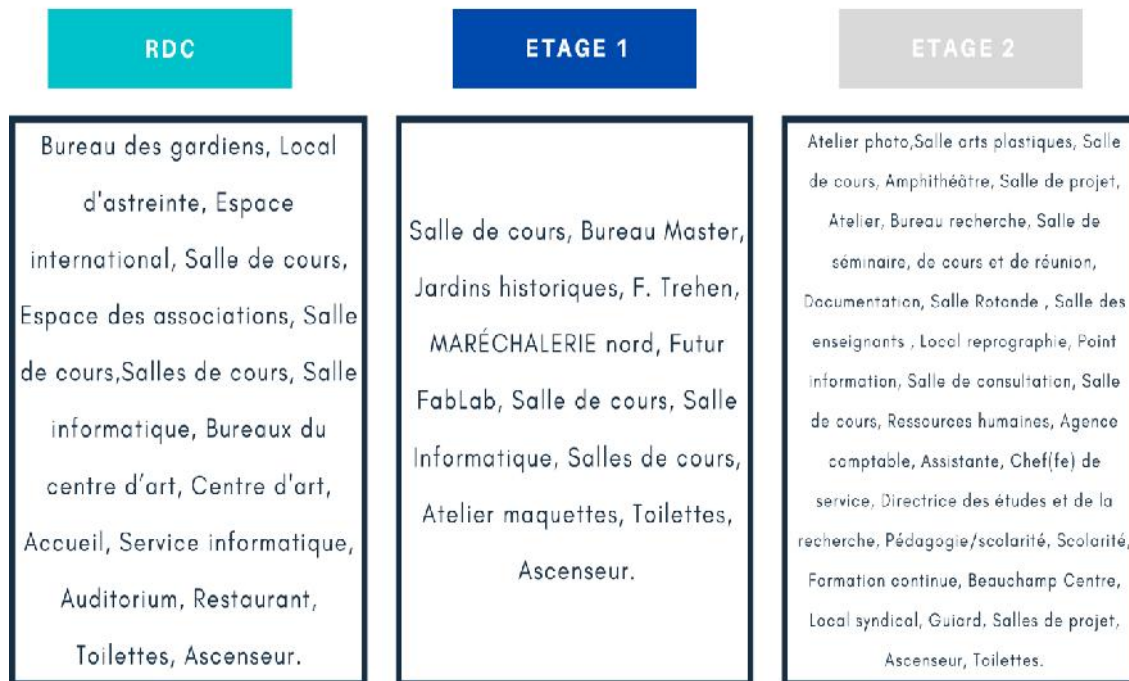 RDC
Bureau des gardiens, Local
d'astreinte, Espace
international, Salle de cours,
Espace des associations, Salle
de cours,Salles de cours, Salle
informatique, Bureaux du
centre d'art, Centre d'art,
Accueil, Service informatique,
Auditorium, Restaurant,
Toilettes, Ascenseur.
ETAGE 1
Salle de cours, Bureau Master,
Jardins historiques, F. Trehen,
MARÉCHALERIE nord, Futur
FabLab, Salle de cours, Salle
Informatique, Salles de cours,
Atelier maquettes, Toilettes,
Ascenseur.
ETAGE 2
Atelier photo,Salle arts plastiques, Salle
de cours, Amphithéâtre, Salle de projet,
Atelier, Bureau recherche, Salle de
séminaire, de cours et de réunion,
Documentation, Salle Rotonde , Salle des
enseignants , Local reprographie, Point
information, Salle de consultation, Salle
de cours, Ressources humaines, Agence
comptable, Assistante, Chef(fe) de
service, Directrice des études et de la
recherche, Pédagogie/scolarité, Scolarité,
Formation continue, Beauchamp Centre,
Local syndical, Guiard, Salles de projet,
Ascenseur, Toilettes.